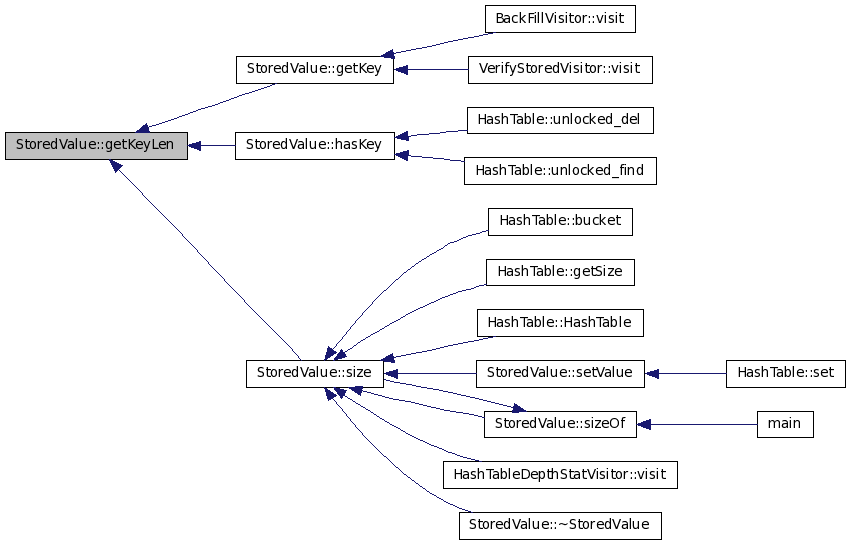 BackFillVisitor::visit
StoredValue::getKey
VerifyStoredVisitor::visit
HashTable::unlocked_del
StoredValue::getKeyLen
StoredValue::hasKey
HashTable::unlocked_find
HashTable::bucket
HashTable::getSize
HashTable::HashTable
StoredValue::size
StoredValue::setValue
HashTable::set
StoredValue::sizeOf
main
HashTableDepthStatVisitor::visit
StoredValue::~StoredValue